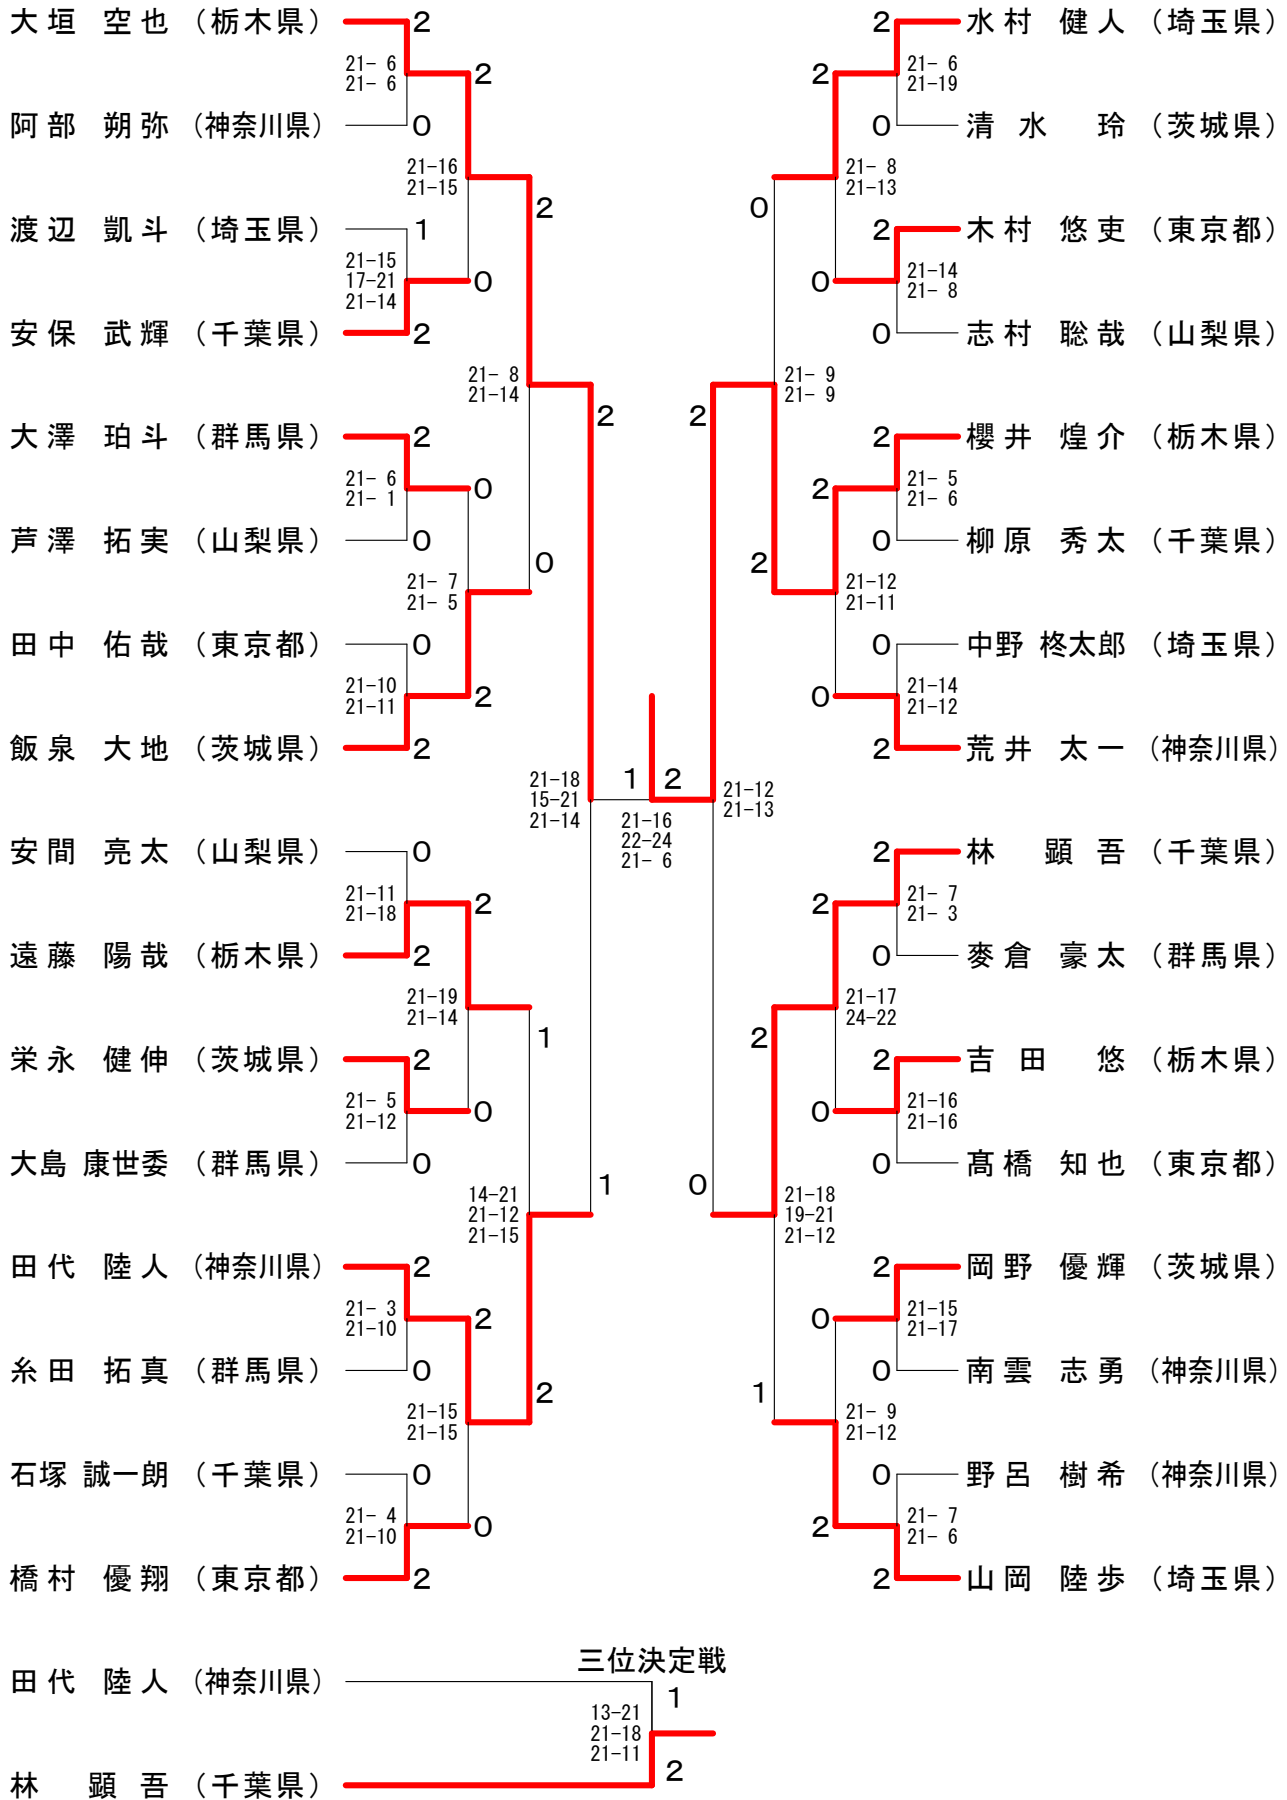 大垣 空也 (栃木県) 2
21- 6
21- 6
2
阿部 朔弥 (神奈川県) 0
21-16
21-15
2
渡辺 凱斗 (埼玉県) 1
21-15
17-21
21-14
0
安保 武輝 (千葉県) 2
21- 8
21-14
2
大澤 珀斗 (群馬県) 2
21- 6
21- 1
0
芦澤 拓実 (山梨県) 0
21- 7
21- 5
0
田中 佑哉 (東京都) 0
21-10
21-11
2
飯泉 大地 (茨城県) 2
21-18
15-21
21-14
1
安間 亮太 (山梨県) 0
21-11
21-18
2
遠藤 陽哉 (栃木県) 2
21-19
21-14
1
栄永 健伸 (茨城県) 2
21- 5
21-12
0
大島 康世委 (群馬県) 0
14-21
21-12
21-15
1
田代 陸人 (神奈川県) 2
21- 3
21-10
2
糸田 拓真 (群馬県) 0
21-15
21-15
2
石塚 誠一朗 (千葉県) 0
21- 4
21-10
0
橋村 優翔 (東京都) 2
2 水村 健人 (埼玉県)
21- 6
21-19
2
0 清水 玲 (茨城県)
21- 8
21-13
0
2 木村 悠吏 (東京都)
21-14
21- 8
0
0 志村 聡哉 (山梨県)
21- 9
21- 9
2
2 櫻井 煌介 (栃木県)
21- 5
21- 6
2
0 柳原 秀太 (千葉県)
21-12
21-11
2
0 中野 柊太郎 (埼玉県)
21-14
21-12
0
2 荒井 太一 (神奈川県)
21-12
21-13
2
21-16
22-24
21- 6
2 林 顕吾 (千葉県)
21- 7
21- 3
2
0 麥倉 豪太 (群馬県)
21-17
24-22
2
2 吉田 悠 (栃木県)
21-16
21-16
0
0 髙橋 知也 (東京都)
21-18
19-21
21-12
0
2 岡野 優輝 (茨城県)
21-15
21-17
0
0 南雲 志勇 (神奈川県)
21- 9
21-12
1
0 野呂 樹希 (神奈川県)
21- 7
21- 6
2
2 山岡 陸歩 (埼玉県)
三位決定戦
田代 陸人 (神奈川県) 1
13-21
21-18
21-11
林 顕吾 (千葉県) 2